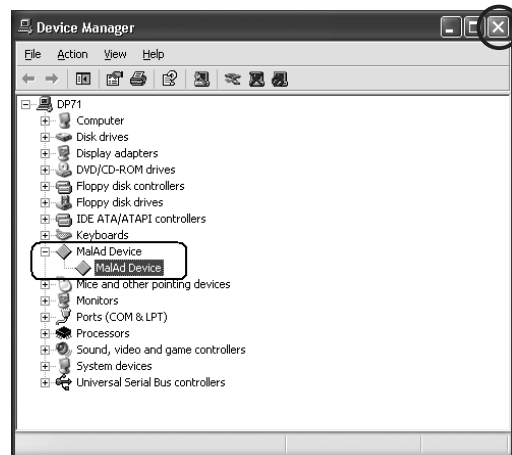 Device Manager
File Action View Help
DP71
Computer
Disk drives
Display adapters
DVD/CD-ROM drives
Floppy disk controllers
Floppy disk drives
IDE ATA/ATAPI controllers
Keyboards
MalAd Device
MalAd Device
Mice and other pointing devices
Monitors
Ports (COM & LPT)
Processors
Sound, video and game controllers
System devices
Universal Serial Bus controllers